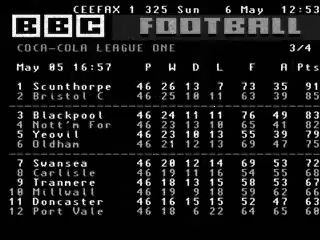 CEEFAX 1 325 Sun 6 May 12:53
BBC FOOTBALL
COCA-COLA LEAGUE ONE 3/4
May 05 16:57 P W D L F A Pts
1 Scunthorpe 46 26 13 7 73 35 91
2 Bristol C 46 25 10 11 63 39 85
3 Blackpool 46 24 11 11 76 49 83
4 Nott'm For 46 23 13 10 65 41 82
5 Yeovil 46 23 10 13 55 39 79
6 Oldham 46 21 12 13 69 47 75
7 Swansea 46 20 12 14 69 53 72
8 Carlisle 46 19 11 16 54 55 68
9 Tranmere 46 18 13 15 58 53 67
10 Millwall 46 19 9 18 59 62 66
11 Doncaster 46 16 15 15 52 47 63
12 Port Vale 46 18 6 22 64 65 60